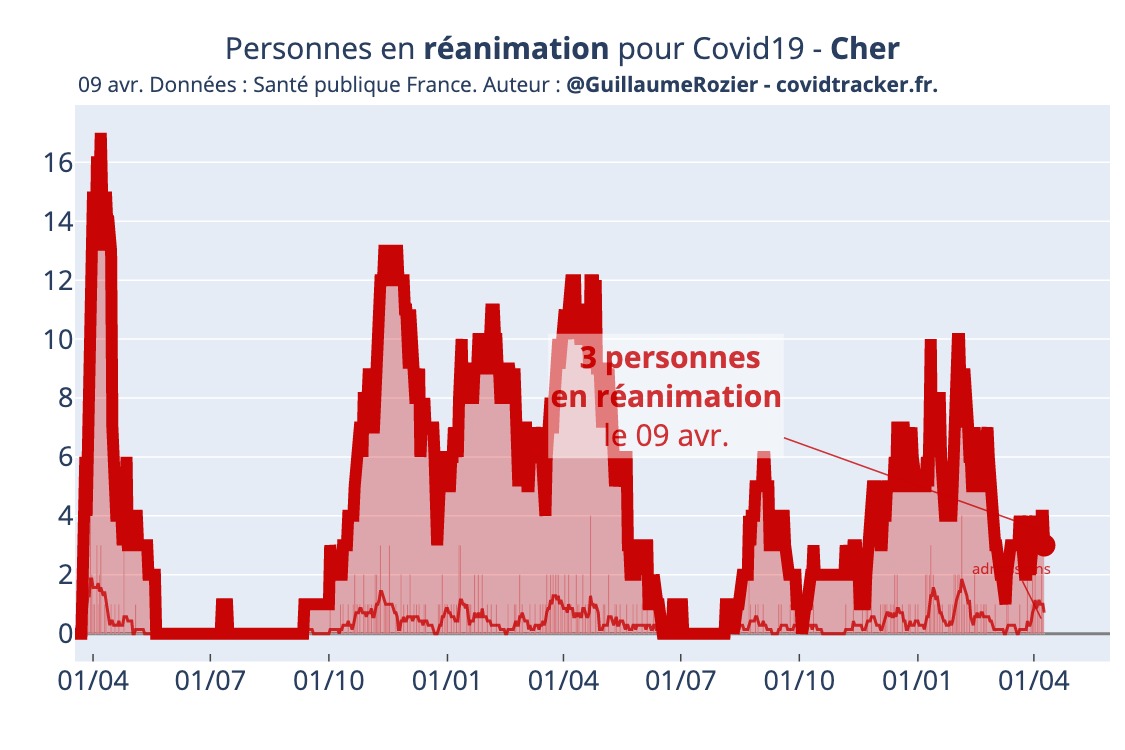 Personnes en réanimation pour Covid19 - Cher
09 avr. Données : Santé publique France. Auteur : @GuillaumeRozier - covidtracker.fr.
16
14
12
10
8
6
4
2
0
3 personnes
en réanimation
le 09 avr.
admissions
01/04 01/07 01/10 01/01 01/04 01/07 01/10 01/01 01/04